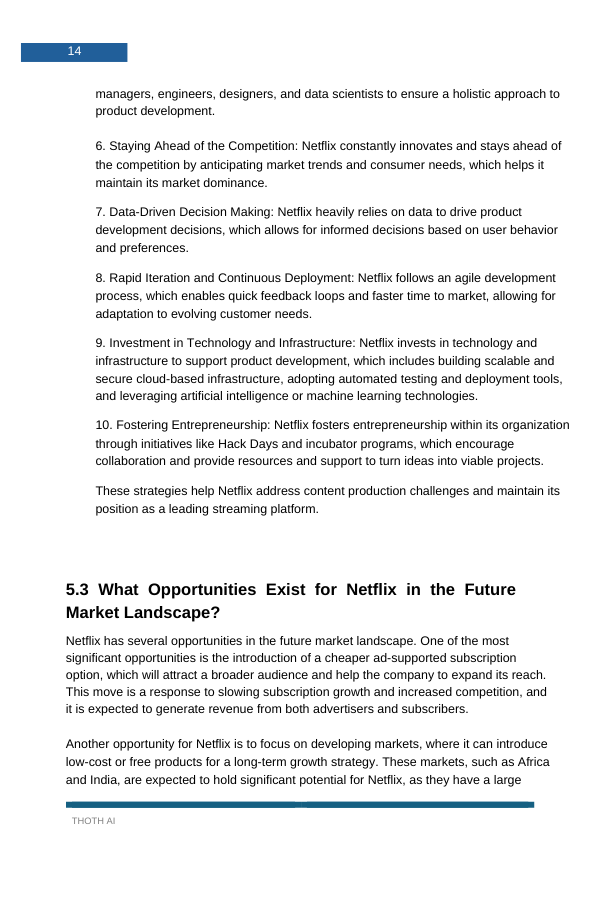 14
managers, engineers, designers, and data scientists to ensure a holistic approach to
product development.
6. Staying Ahead of the Competition: Netflix constantly innovates and stays ahead of
the competition by anticipating market trends and consumer needs, which helps it
maintain its market dominance.
7. Data-Driven Decision Making: Netflix heavily relies on data to drive product
development decisions, which allows for informed decisions based on user behavior
and preferences.
8. Rapid Iteration and Continuous Deployment: Netflix follows an agile development
process, which enables quick feedback loops and faster time to market, allowing for
adaptation to evolving customer needs.
9. Investment in Technology and Infrastructure: Netflix invests in technology and
infrastructure to support product development, which includes building scalable and
secure cloud-based infrastructure, adopting automated testing and deployment tools,
and leveraging artificial intelligence or machine learning technologies.
10. Fostering Entrepreneurship: Netflix fosters entrepreneurship within its organization
through initiatives like Hack Days and incubator programs, which encourage
collaboration and provide resources and support to turn ideas into viable projects.
These strategies help Netflix address content production challenges and maintain its
position as a leading streaming platform.
5.3 What Opportunities Exist for Netflix in the Future
Market Landscape?
Netflix has several opportunities in the future market landscape. One of the most
significant opportunities is the introduction of a cheaper ad-supported subscription
option, which will attract a broader audience and help the company to expand its reach.
This move is a response to slowing subscription growth and increased competition, and
it is expected to generate revenue from both advertisers and subscribers.
Another opportunity for Netflix is to focus on developing markets, where it can introduce
low-cost or free products for a long-term growth strategy. These markets, such as Africa
and India, are expected to hold significant potential for Netflix, as they have a large
THOTH AI